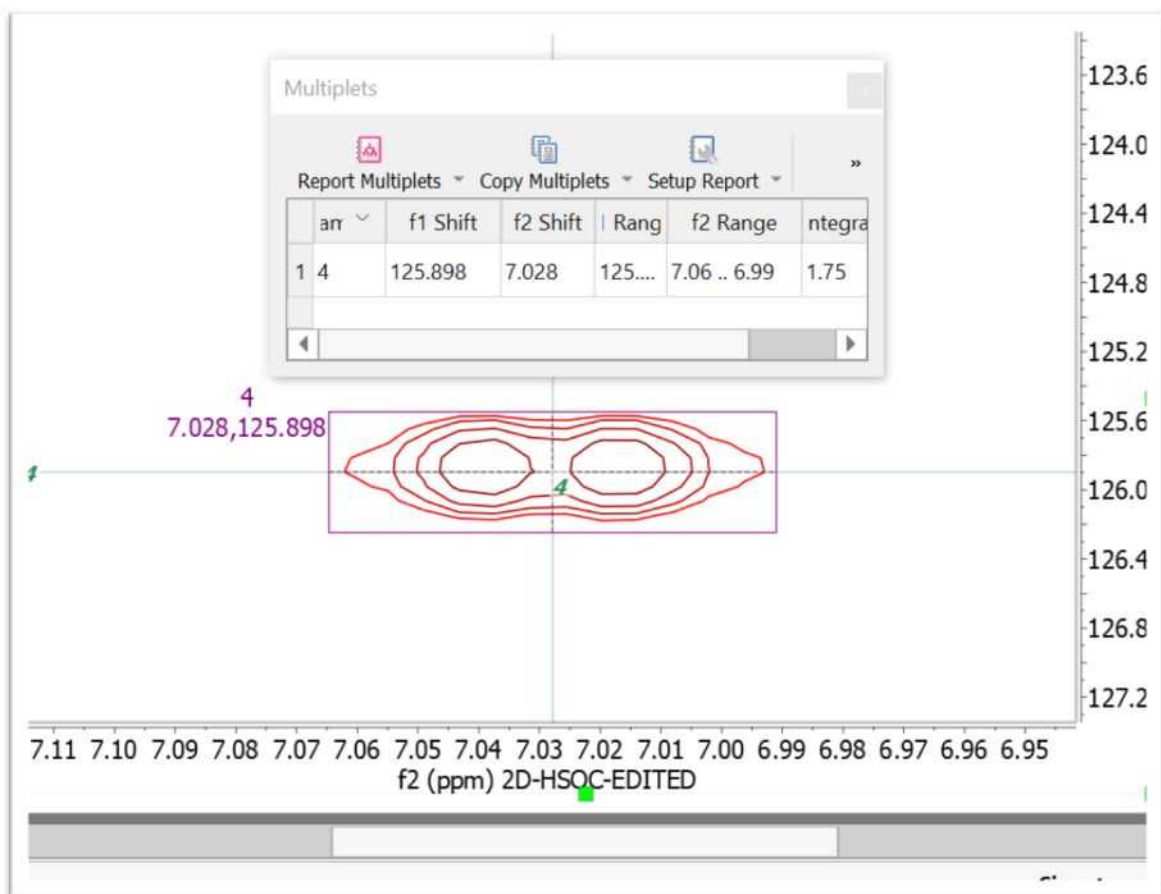 Multiplets
Report Multiplets Copy Multiplets Setup Report »
an f1 Shift f2 Shift Rang f2 Range ntegra
1 4 125.898 7.028 125.... 7.06 .. 6.99 1.75
4
7.028,125.898
4
4
123.6
124.0
124.4
124.8
125.2
125.6
126.0
126.4
126.8
127.2
7.11 7.10 7.09 7.08 7.07 7.06 7.05 7.04 7.03 7.02 7.01 7.00 6.99 6.98 6.97 6.96 6.95
f2 (ppm) 2D-HSQC-EDITED